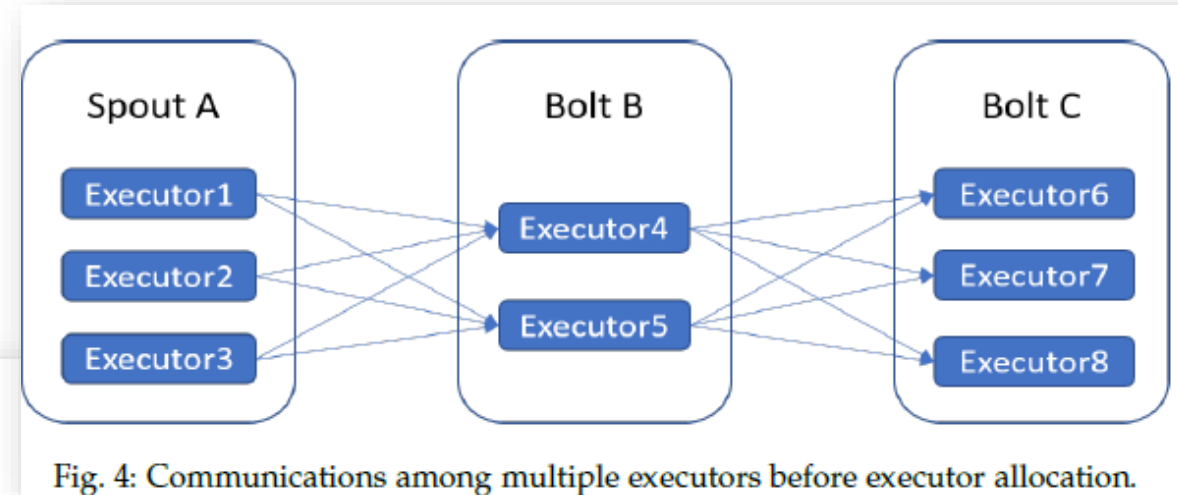 Spout A
Executor1
Executor2
Executor3
Bolt B
Executor4
Executor5
Bolt C
Executor6
Executor7
Executor8
Fig. 4: Communications among multiple executors before executor allocation.